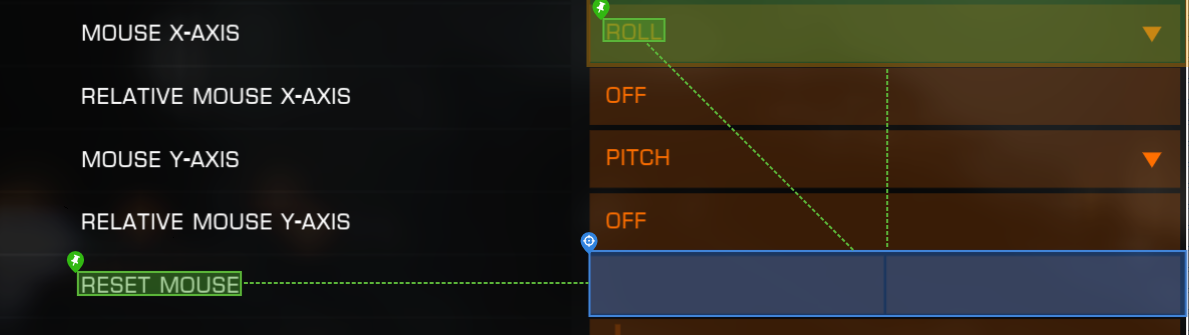 MOUSE X-AXIS ROLL
RELATIVE MOUSE X-AXIS OFF
MOUSE Y-AXIS PITCH
RELATIVE MOUSE Y-AXIS OFF
RESET MOUSE